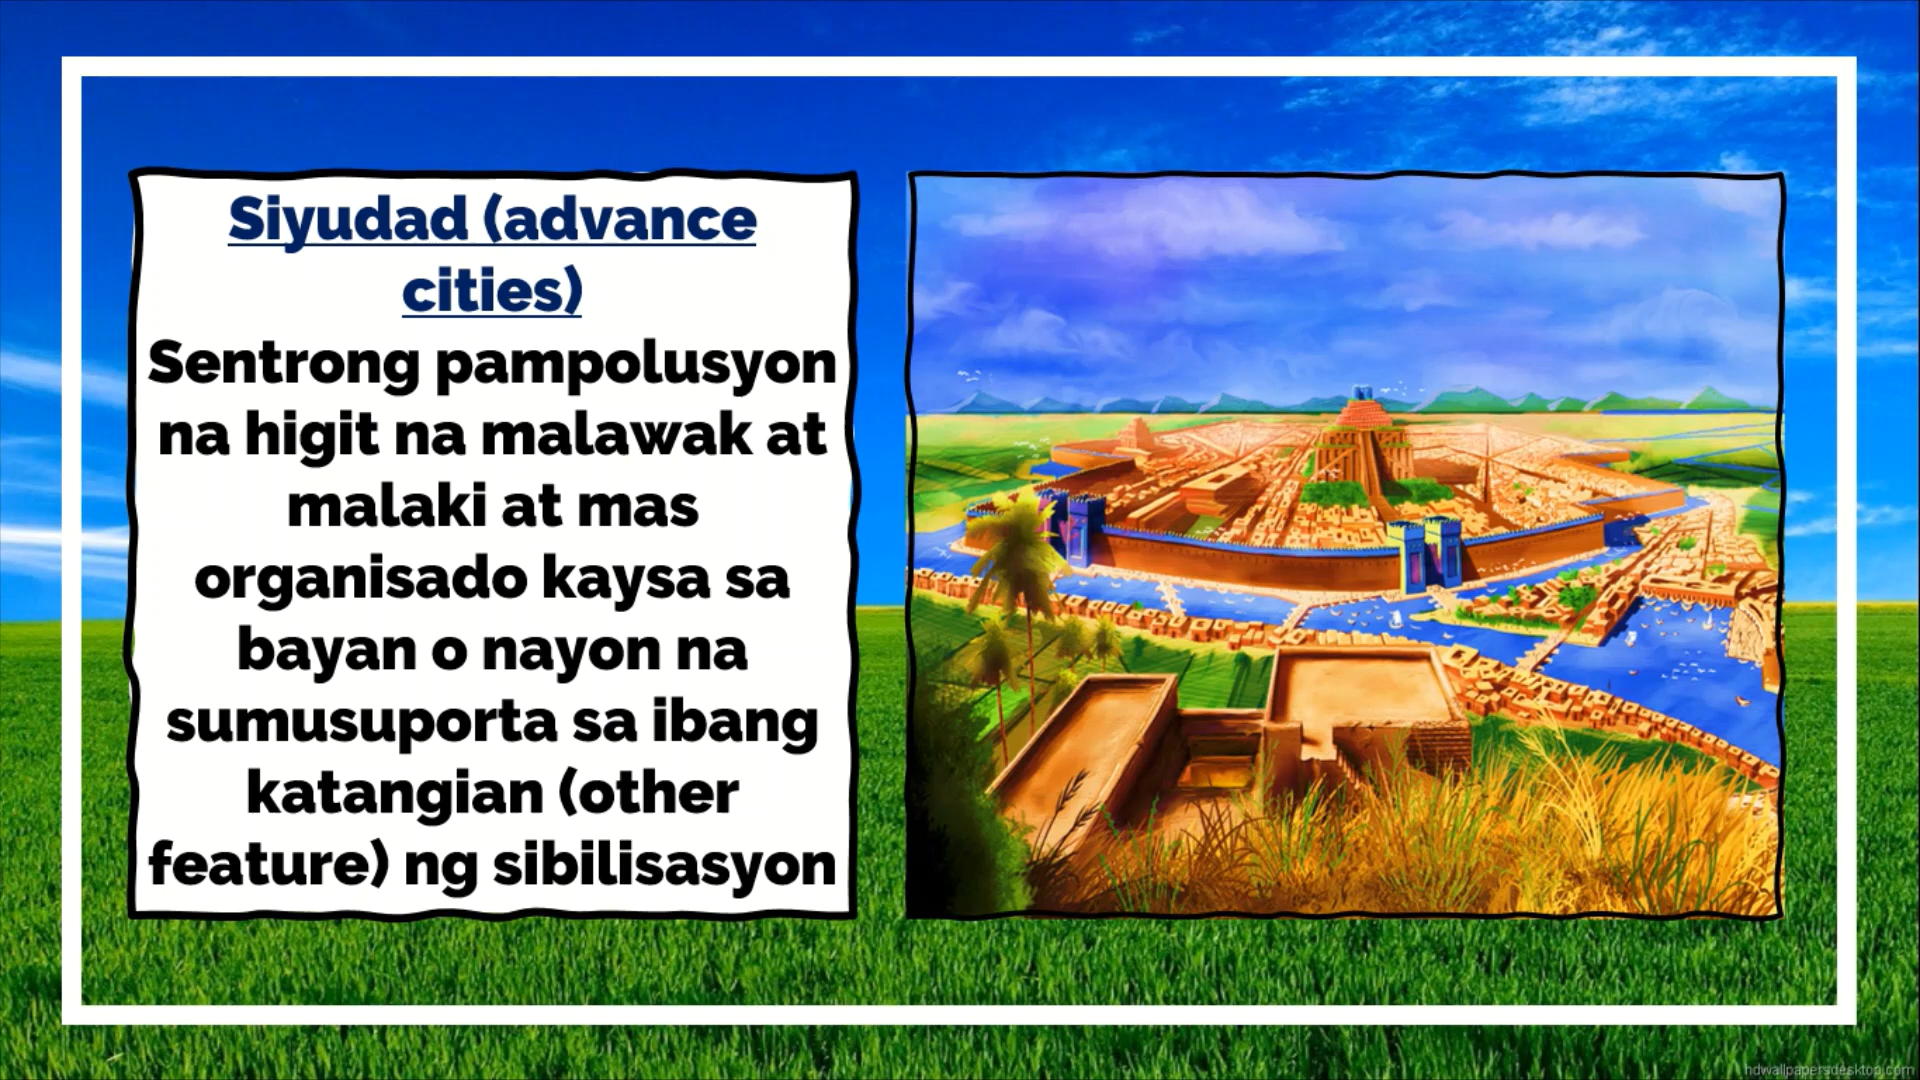 Siyudad (advance
cities)
Sentrong pampolusyon
na higit na malawak at
malaki at mas
organisado kaysa sa
bayan o nayon na
sumusuporta sa ibang
katangian (other
feature) ng sibilisasyon
hdwallpapersdesktop.com